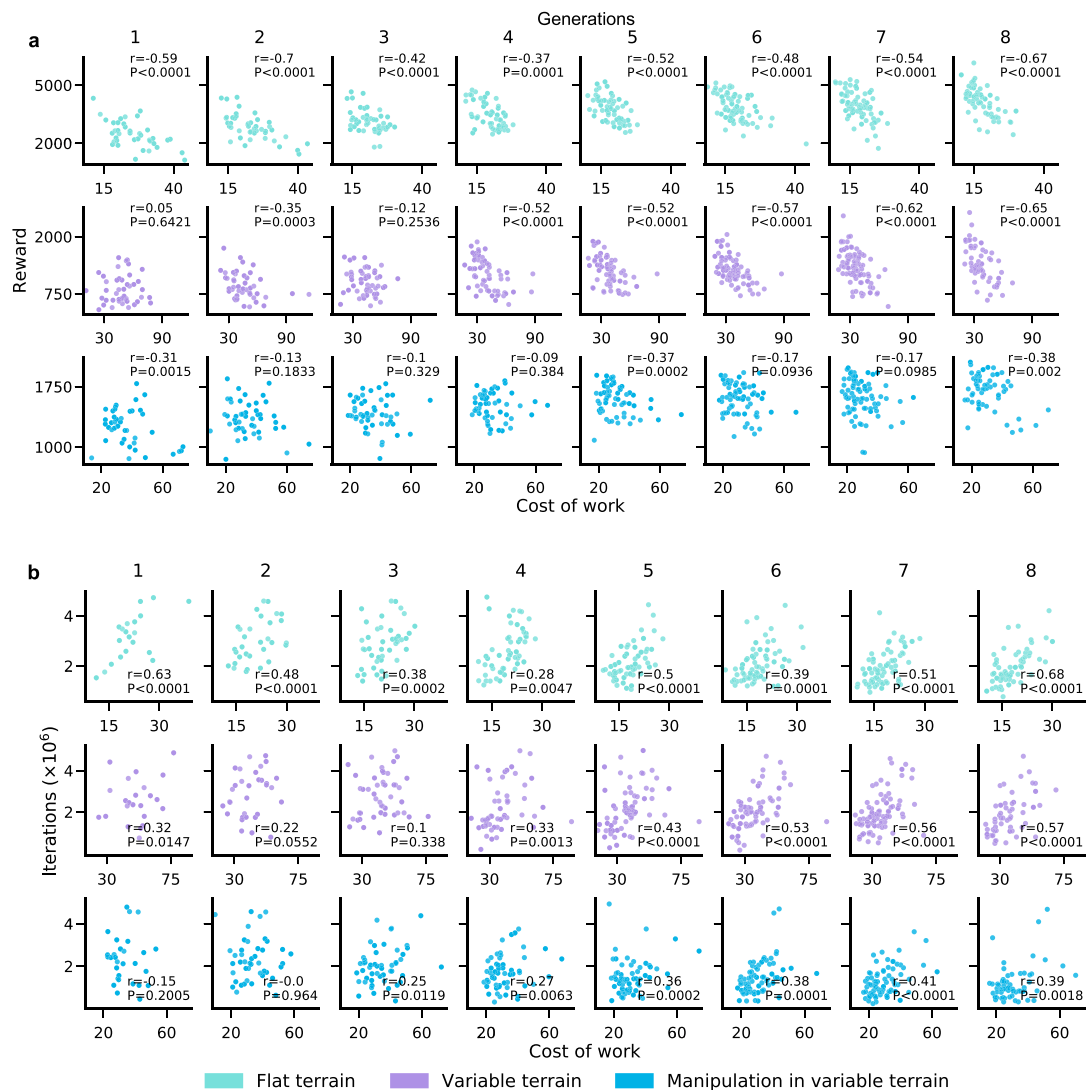 Generations
a
1 2 3 4 5 6 7 8
r=-0.59 r=-0.7 r=-0.42 r=-0.37 r=-0.52 r=-0.48 r=-0.54 r=-0.67
P<0.0001 P<0.0001 P<0.0001 P=0.0001 P<0.0001 P<0.0001 P<0.0001 P<0.0001
5000
2000
15 40 15 40 15 40 15 40 15 40 15 40 15 40 15 40
r=0.05 r=-0.35 r=-0.12 r=-0.52 r=-0.52 r=-0.57 r=-0.62 r=-0.65
P=0.6421 P=0.0003 P=0.2536 P<0.0001 P<0.0001 P<0.0001 P<0.0001 P<0.0001
2000
Reward
750
30 90 30 90 30 90 30 90 30 90 30 90 30 90 30 90
r=-0.31 r=-0.13 r=-0.1 r=-0.09 r=-0.37 r=-0.17 r=-0.17 r=-0.38
P=0.0015 P=0.1833 P=0.329 P=0.384 P=0.0002 P=0.0936 P=0.0985 P=0.002
1750
1000
20 60 20 60 20 60 20 60 20 60 20 60 20 60 20 60
Cost of work
b
1 2 3 4 5 6 7 8
4
2
r=0.63 r=0.48 r=0.38 r=0.28 r=0.5 r=0.39 r=0.51 r=0.68
P<0.0001 P<0.0001 P=0.0002 P=0.0047 P<0.0001 P=0.0001 P<0.0001 P<0.0001
15 30 15 30 15 30 15 30 15 30 15 30 15 30 15 30
Iterations (×10⁶)
4
2
r=0.32 r=0.22 r=0.1 r=0.33 r=0.43 r=0.53 r=0.56 r=0.57
P=0.0147 P=0.0552 P=0.338 P=0.0013 P<0.0001 P<0.0001 P<0.0001 P<0.0001
30 75 30 75 30 75 30 75 30 75 30 75 30 75 30 75
4
2
r=-0.15 r=-0.0 r=0.25 r=0.27 r=0.36 r=0.38 r=0.41 r=0.39
P=0.2005 P=0.964 P=0.0119 P=0.0063 P=0.0002 P=0.0001 P<0.0001 P=0.0018
20 60 20 60 20 60 20 60 20 60 20 60 20 60 20 60
Cost of work
Flat terrain Variable terrain Manipulation in variable terrain